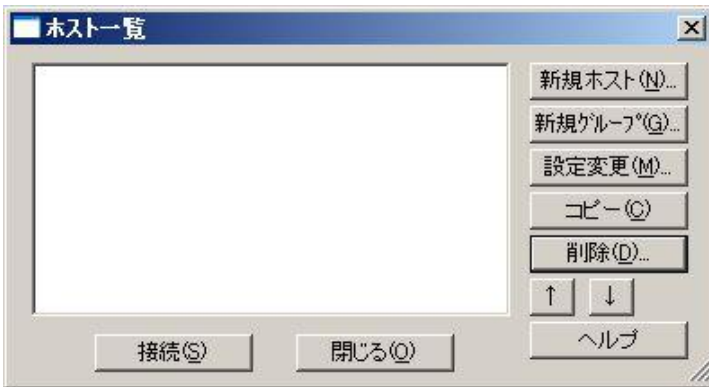 ホスト一覧
新規ホスト(N)...
新規ｸﾞﾙｰﾌﾟ(G)...
設定変更(M)...
コピー(C)
削除(D)...
↑ ↓
ヘルプ
接続(S) 閉じる(O)